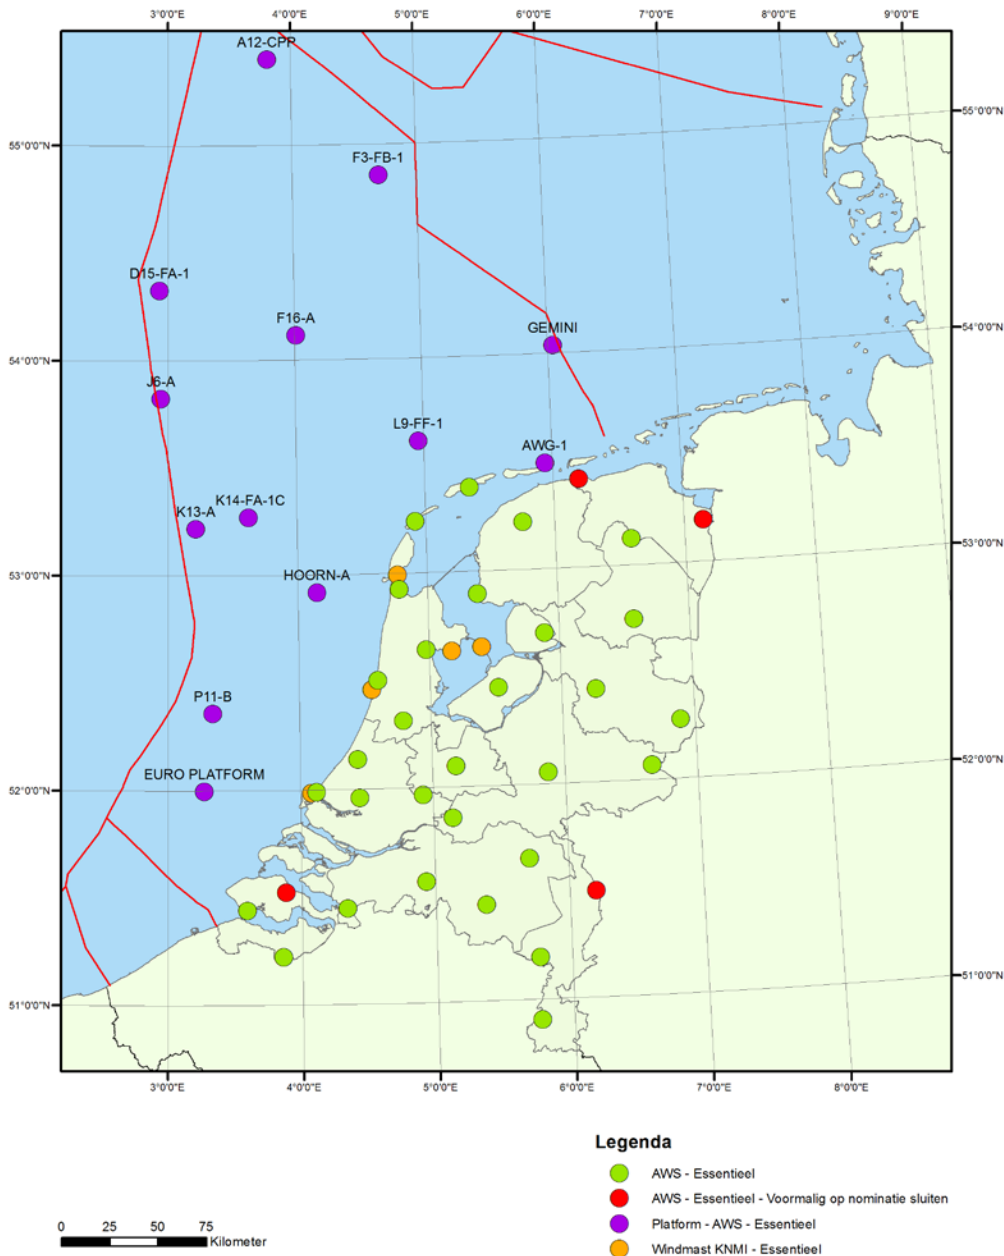 3°0'0"E 4°0'0"E 5°0'0"E 6°0'0"E 7°0'0"E 8°0'0"E 9°0'0"E
A12-CPP
55°0'0"N
55°0'0"N
F3-FB-1
D15-FA-1
F16-A
GEMINI
54°0'0"N
54°0'0"N
J6-A
L9-FF-1
AWG-1
K14-FA-1C
K13-A
53°0'0"N
53°0'0"N
HOORN-A
P11-B
EURO PLATFORM
52°0'0"N
52°0'0"N
51°0'0"N
51°0'0"N
3°0'0"E 4°0'0"E 5°0'0"E 6°0'0"E 7°0'0"E 8°0'0"E
Legenda
AWS - Essentieel
AWS - Essentieel - Voormalig op nominatie sluiten
Platform - AWS - Essentieel
Windmast KNMI - Essentieel
0 25 50 75
Kilometer